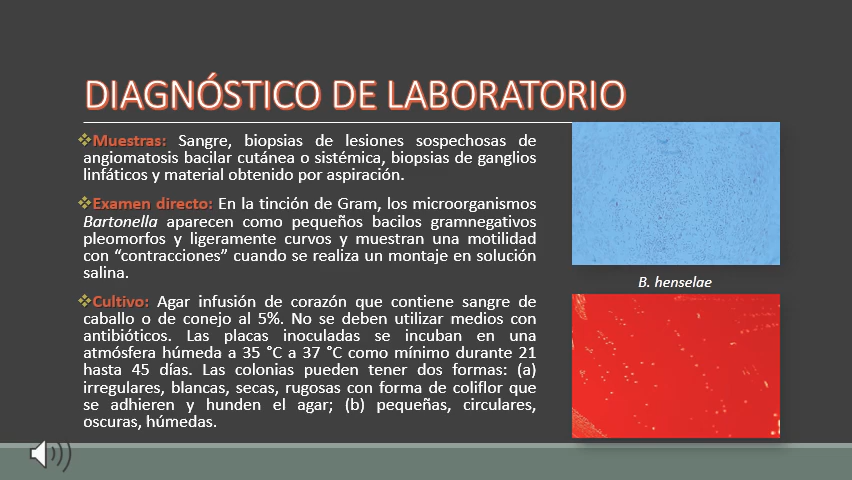 DIAGNÓSTICO DE LABORATORIO
Muestras: Sangre, biopsias de lesiones sospechosas de
angiomatosis bacilar cutánea o sistémica, biopsias de ganglios
linfáticos y material obtenido por aspiración.
Examen directo: En la tinción de Gram, los microorganismos
Bartonella aparecen como pequeños bacilos gramnegativos
pleomorfos y ligeramente curvos y muestran una motilidad
con “contracciones” cuando se realiza un montaje en solución
salina.
Cultivo: Agar infusión de corazón que contiene sangre de
caballo o de conejo al 5%. No se deben utilizar medios con
antibióticos. Las placas inoculadas se incuban en una
atmósfera húmeda a 35 °C a 37 °C como mínimo durante 21
hasta 45 días. Las colonias pueden tener dos formas: (a)
irregulares, blancas, secas, rugosas con forma de coliflor que
se adhieren y hunden el agar; (b) pequeñas, circulares,
oscuras, húmedas.
B. henselae